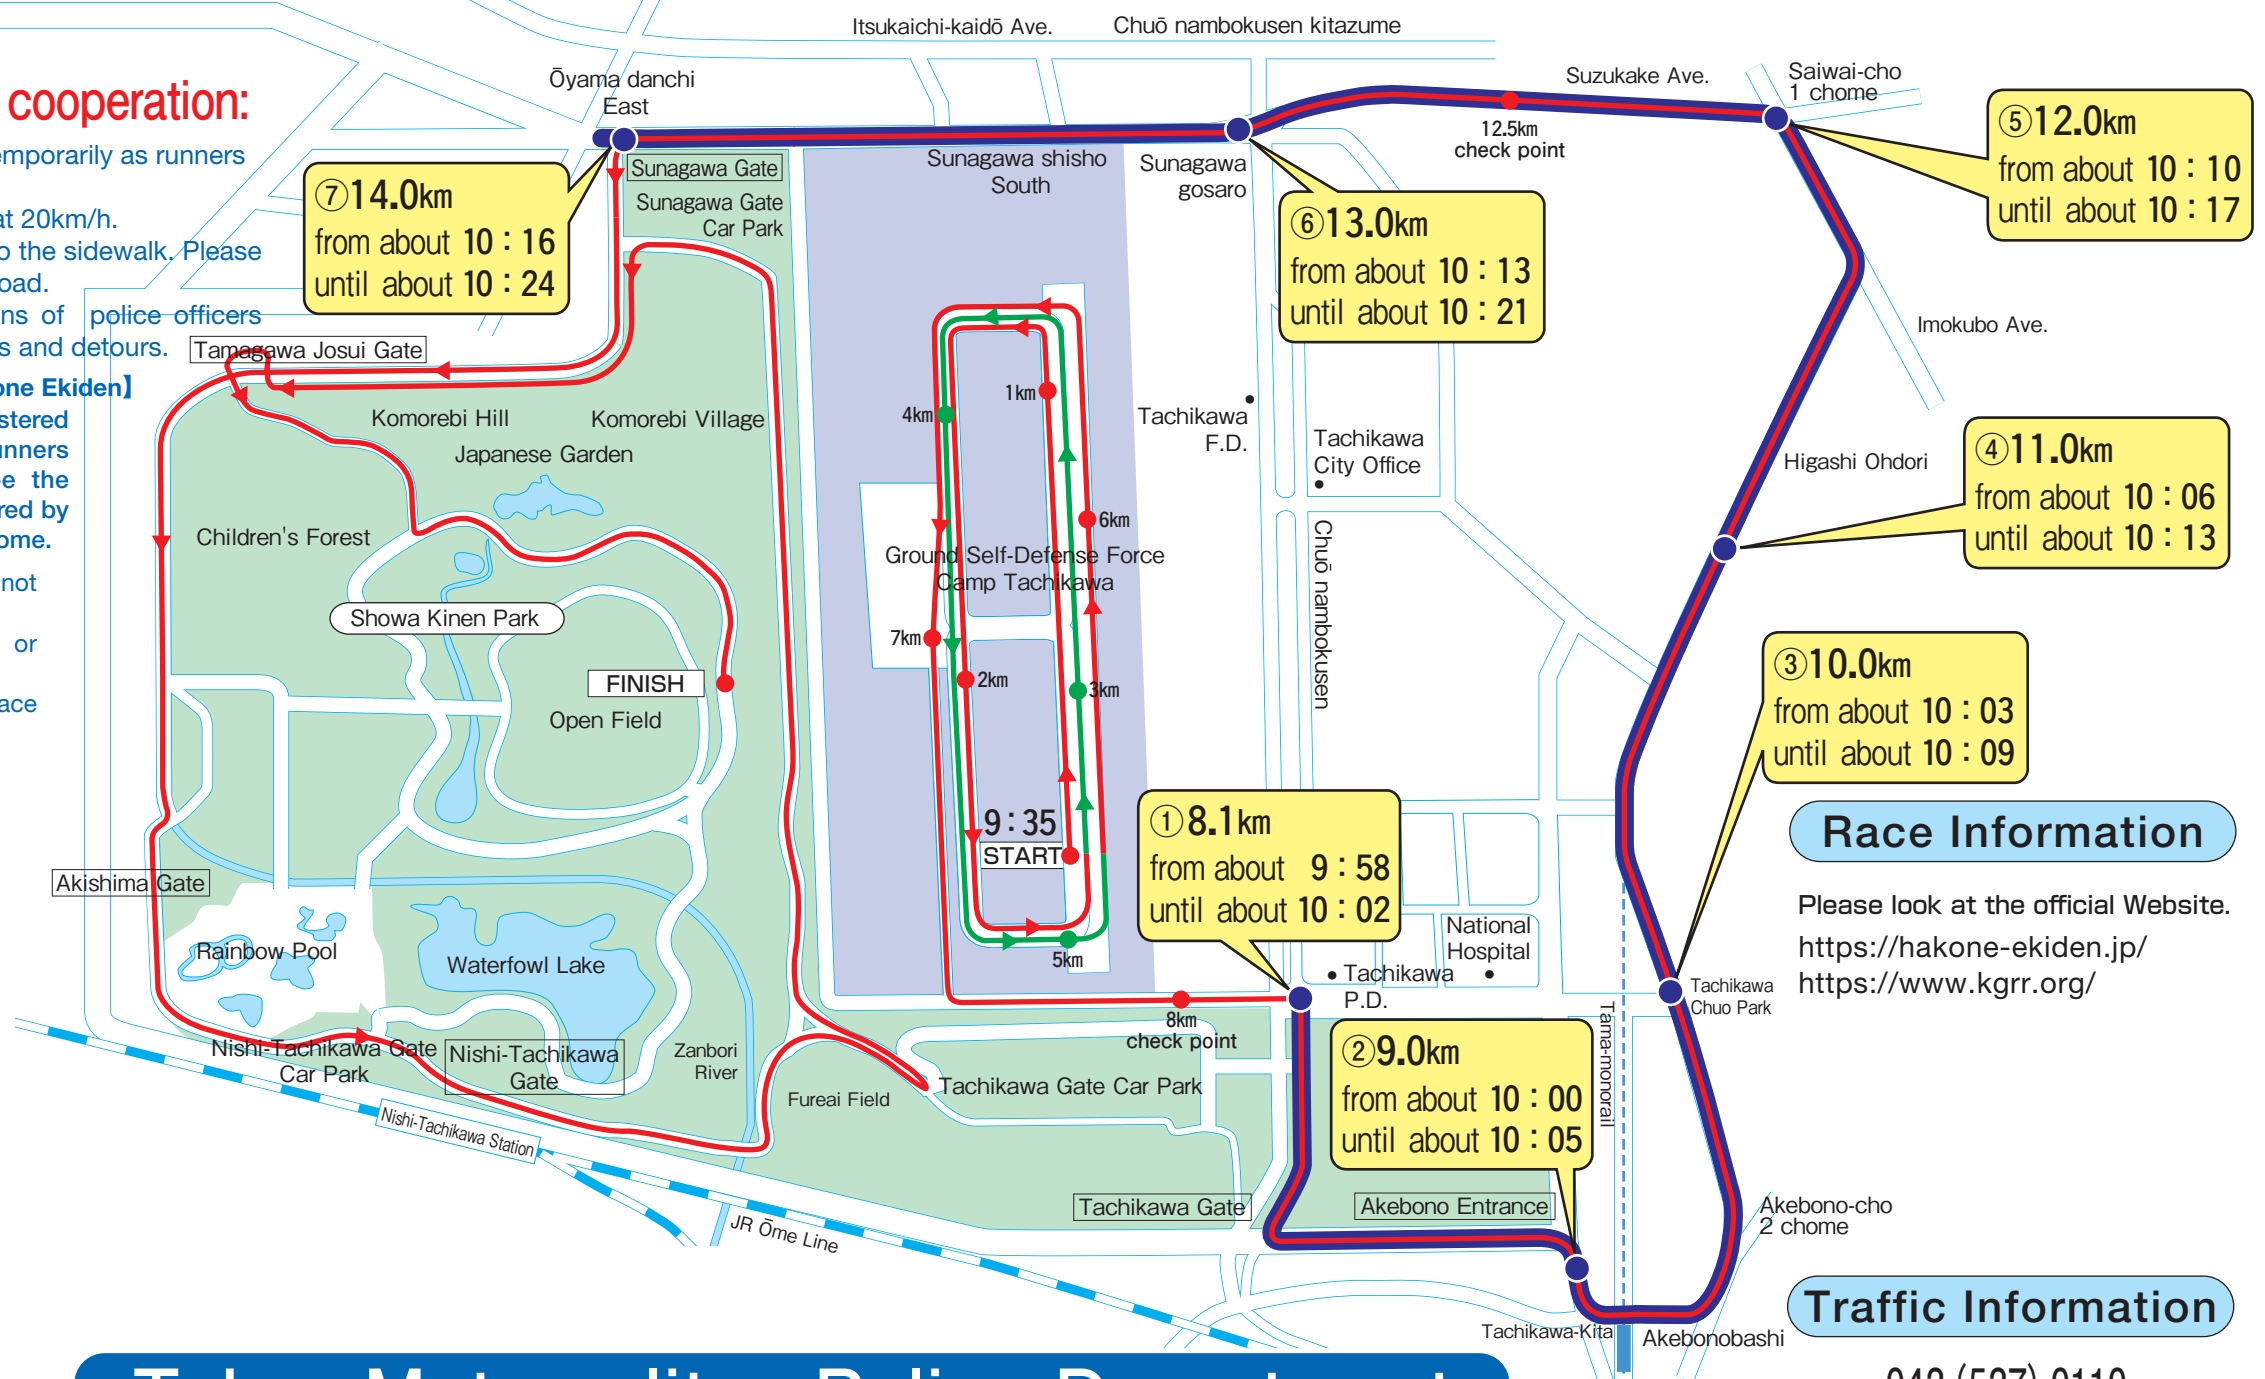 Itsukaichi-kaidō Ave.
Chuō nambokusen kitazume
Ōyama danchi
East
Suzukake Ave.
Saiwai-cho
1 chome
cooperation:
temporarily as runners
at 20km/h.
to the sidewalk. Please
oad.
ns of police officers
s and detours.
one Ekiden】
stered
unners
be the
red by
ome.
not
or
ace
⑦14.0km
from about 10：16
until about 10：24
Sunagawa Gate
Sunagawa Gate
Car Park
Sunagawa shisho
South
Sunagawa
gosaro
12.5km
check point
⑤12.0km
from about 10：10
until about 10：17
⑥13.0km
from about 10：13
until about 10：21
Imokubo Ave.
Tamagawa Josui Gate
Komorebi Hill
Komorebi Village
Japanese Garden
Children's Forest
Showa Kinen Park
FINISH
Open Field
4km
1km
6km
Ground Self-Defense Force
Camp Tachikawa
7km
2km
3km
9：35
START
5km
Tachikawa
F.D.
Tachikawa
City Office
Chuō nambokusen
Higashi Ohdori
④11.0km
from about 10：06
until about 10：13
③10.0km
from about 10：03
until about 10：09
①8.1km
from about 9：58
until about 10：02
Race Information
Please look at the official Website.
https://hakone-ekiden.jp/
https://www.kgrr.org/
Akishima Gate
Rainbow Pool
Waterfowl Lake
National
Hospital
Tachikawa
P.D.
Tachikawa
Chuo Park
8km
check point
Nishi-Tachikawa Gate
Car Park
Nishi-Tachikawa
Gate
Zanbori
River
Fureai Field
Tachikawa Gate Car Park
②9.0km
from about 10：00
until about 10：05
Tama-monorail
Nishi-Tachikawa Station
JR Ōme Line
Tachikawa Gate
Akebono Entrance
Akebono-cho
2 chome
Tachikawa-Kita
Akebonobashi
Traffic Information
042 (527) 0110
Tokyo Metropolitan Police Department